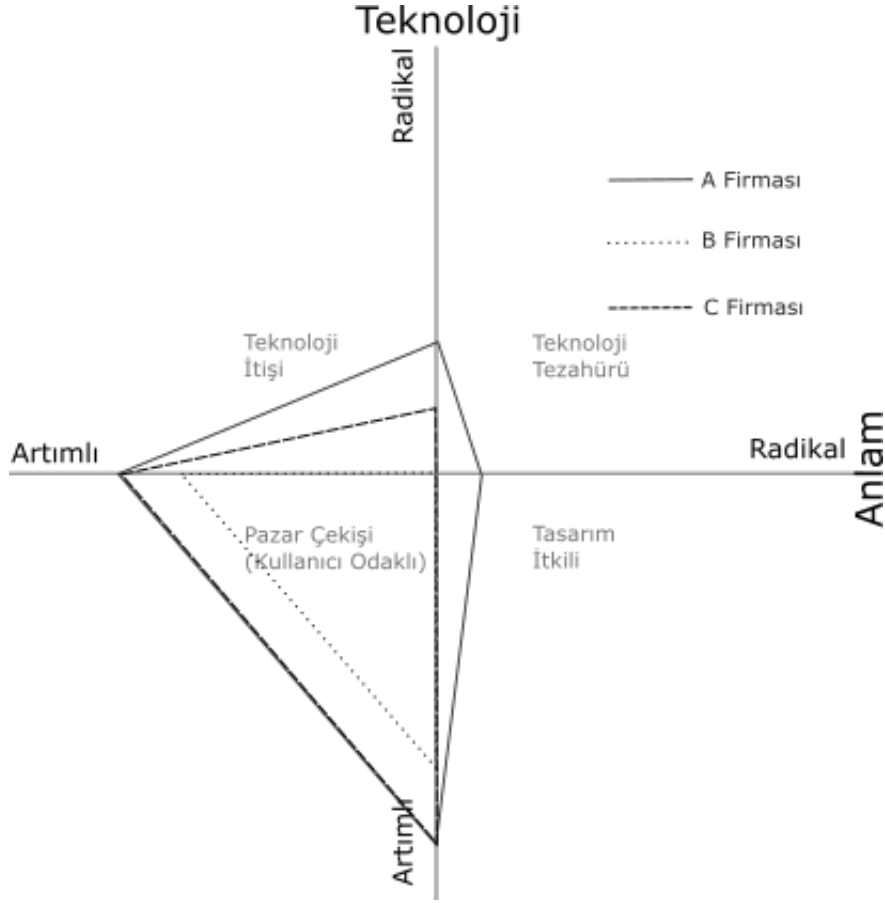 Teknoloji
Radikal
A Firması
B Firması
C Firması
Teknoloji
İtişi
Teknoloji
Tezahürü
Artımlı
Radikal
Anlam
Pazar Çekişi
(Kullanıcı Odaklı)
Tasarım
İtkili
Artımlı